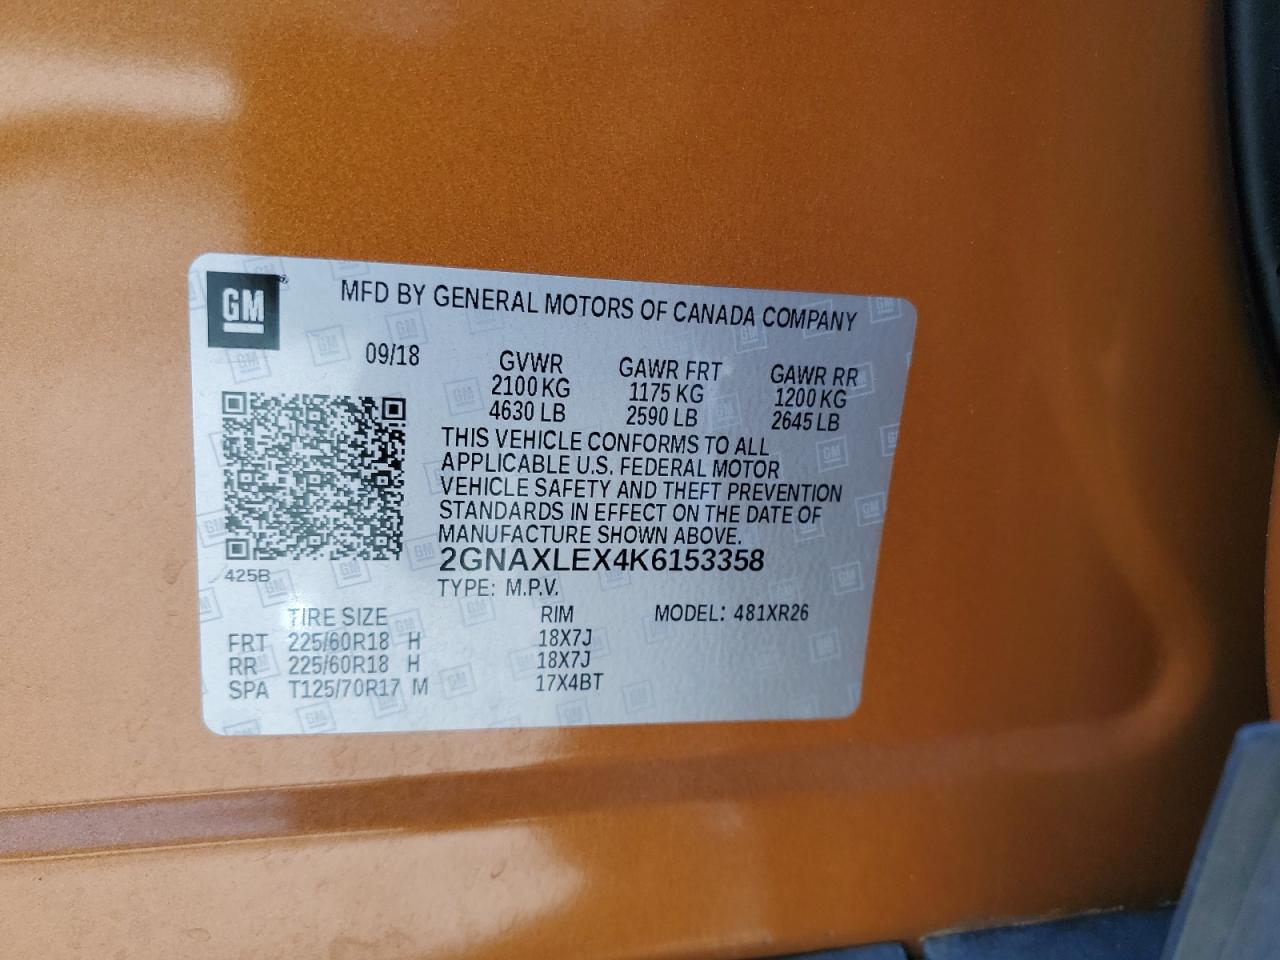 GM
MFD BY GENERAL MOTORS OF CANADA COMPANY
09/18 GVWR GAWR FRT GAWR RR
2100 KG 1175 KG 1200 KG
4630 LB 2590 LB 2645 LB
THIS VEHICLE CONFORMS TO ALL
APPLICABLE U.S. FEDERAL MOTOR
VEHICLE SAFETY AND THEFT PREVENTION
STANDARDS IN EFFECT ON THE DATE OF
MANUFACTURE SHOWN ABOVE.
2GNAXLEX4K6153358
425B
TYPE: M.P.V.
TIRE SIZE RIM MODEL: 481XR26
FRT 225/60R18 H 18X7J
RR 225/60R18 H 18X7J
SPA T125/70R17 M 17X4BT